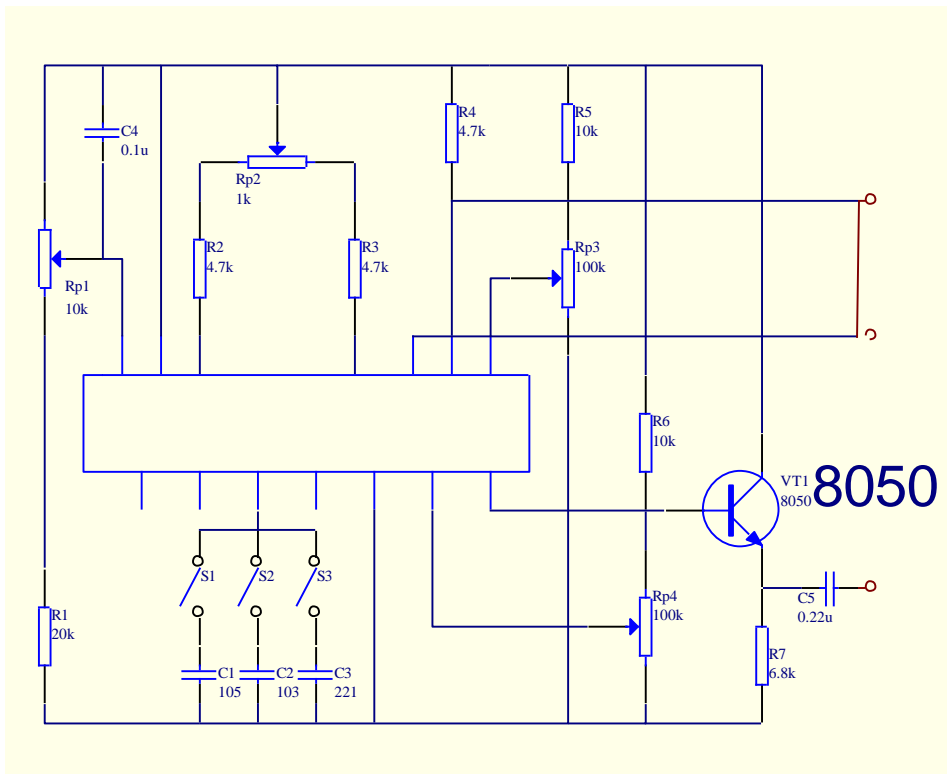 R4
4.7k
R5
10k
C4
0.1u
Rp2
1k
R2
4.7k
R3
4.7k
Rp3
100k
Rp1
10k
R6
10k
VT1
8050
8050
S1
S2
S3
Rp4
100k
C5
0.22u
R1
20k
R7
6.8k
C1
105
C2
103
C3
221